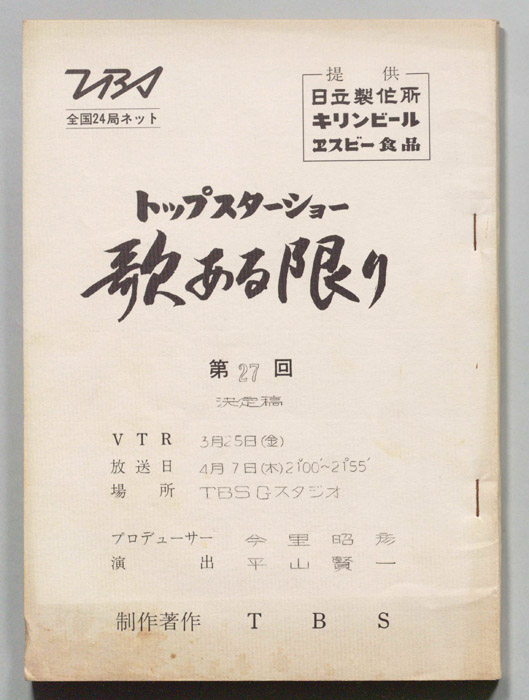 TBS
全国24局ネット
提供
日立製作所
キリンビール
ヱスビー食品
トップスターショー
歌ある限り
第27回
決定稿
VTR 3月25日(金)
放送日 4月7日(木)21°00′~21°55′
場所 TBS Gスタジオ
プロデューサー 今里照彦
演出 平山賢一
制作著作 TBS